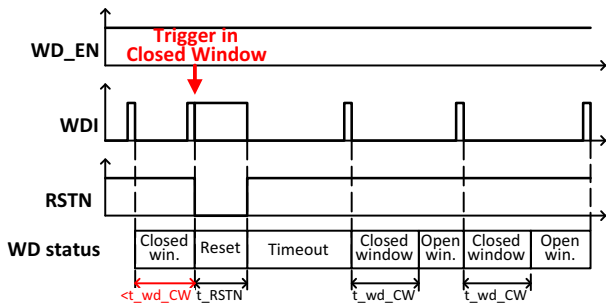 Trigger in
Closed Window
WD_EN
WDI
RSTN
WD status
Closed
win.
Reset
Timeout
Closed
window
Open
win.
Closed
window
Open
win.
<t_wd_CW
t_RSTN
t_wd_CW
t_wd_CW